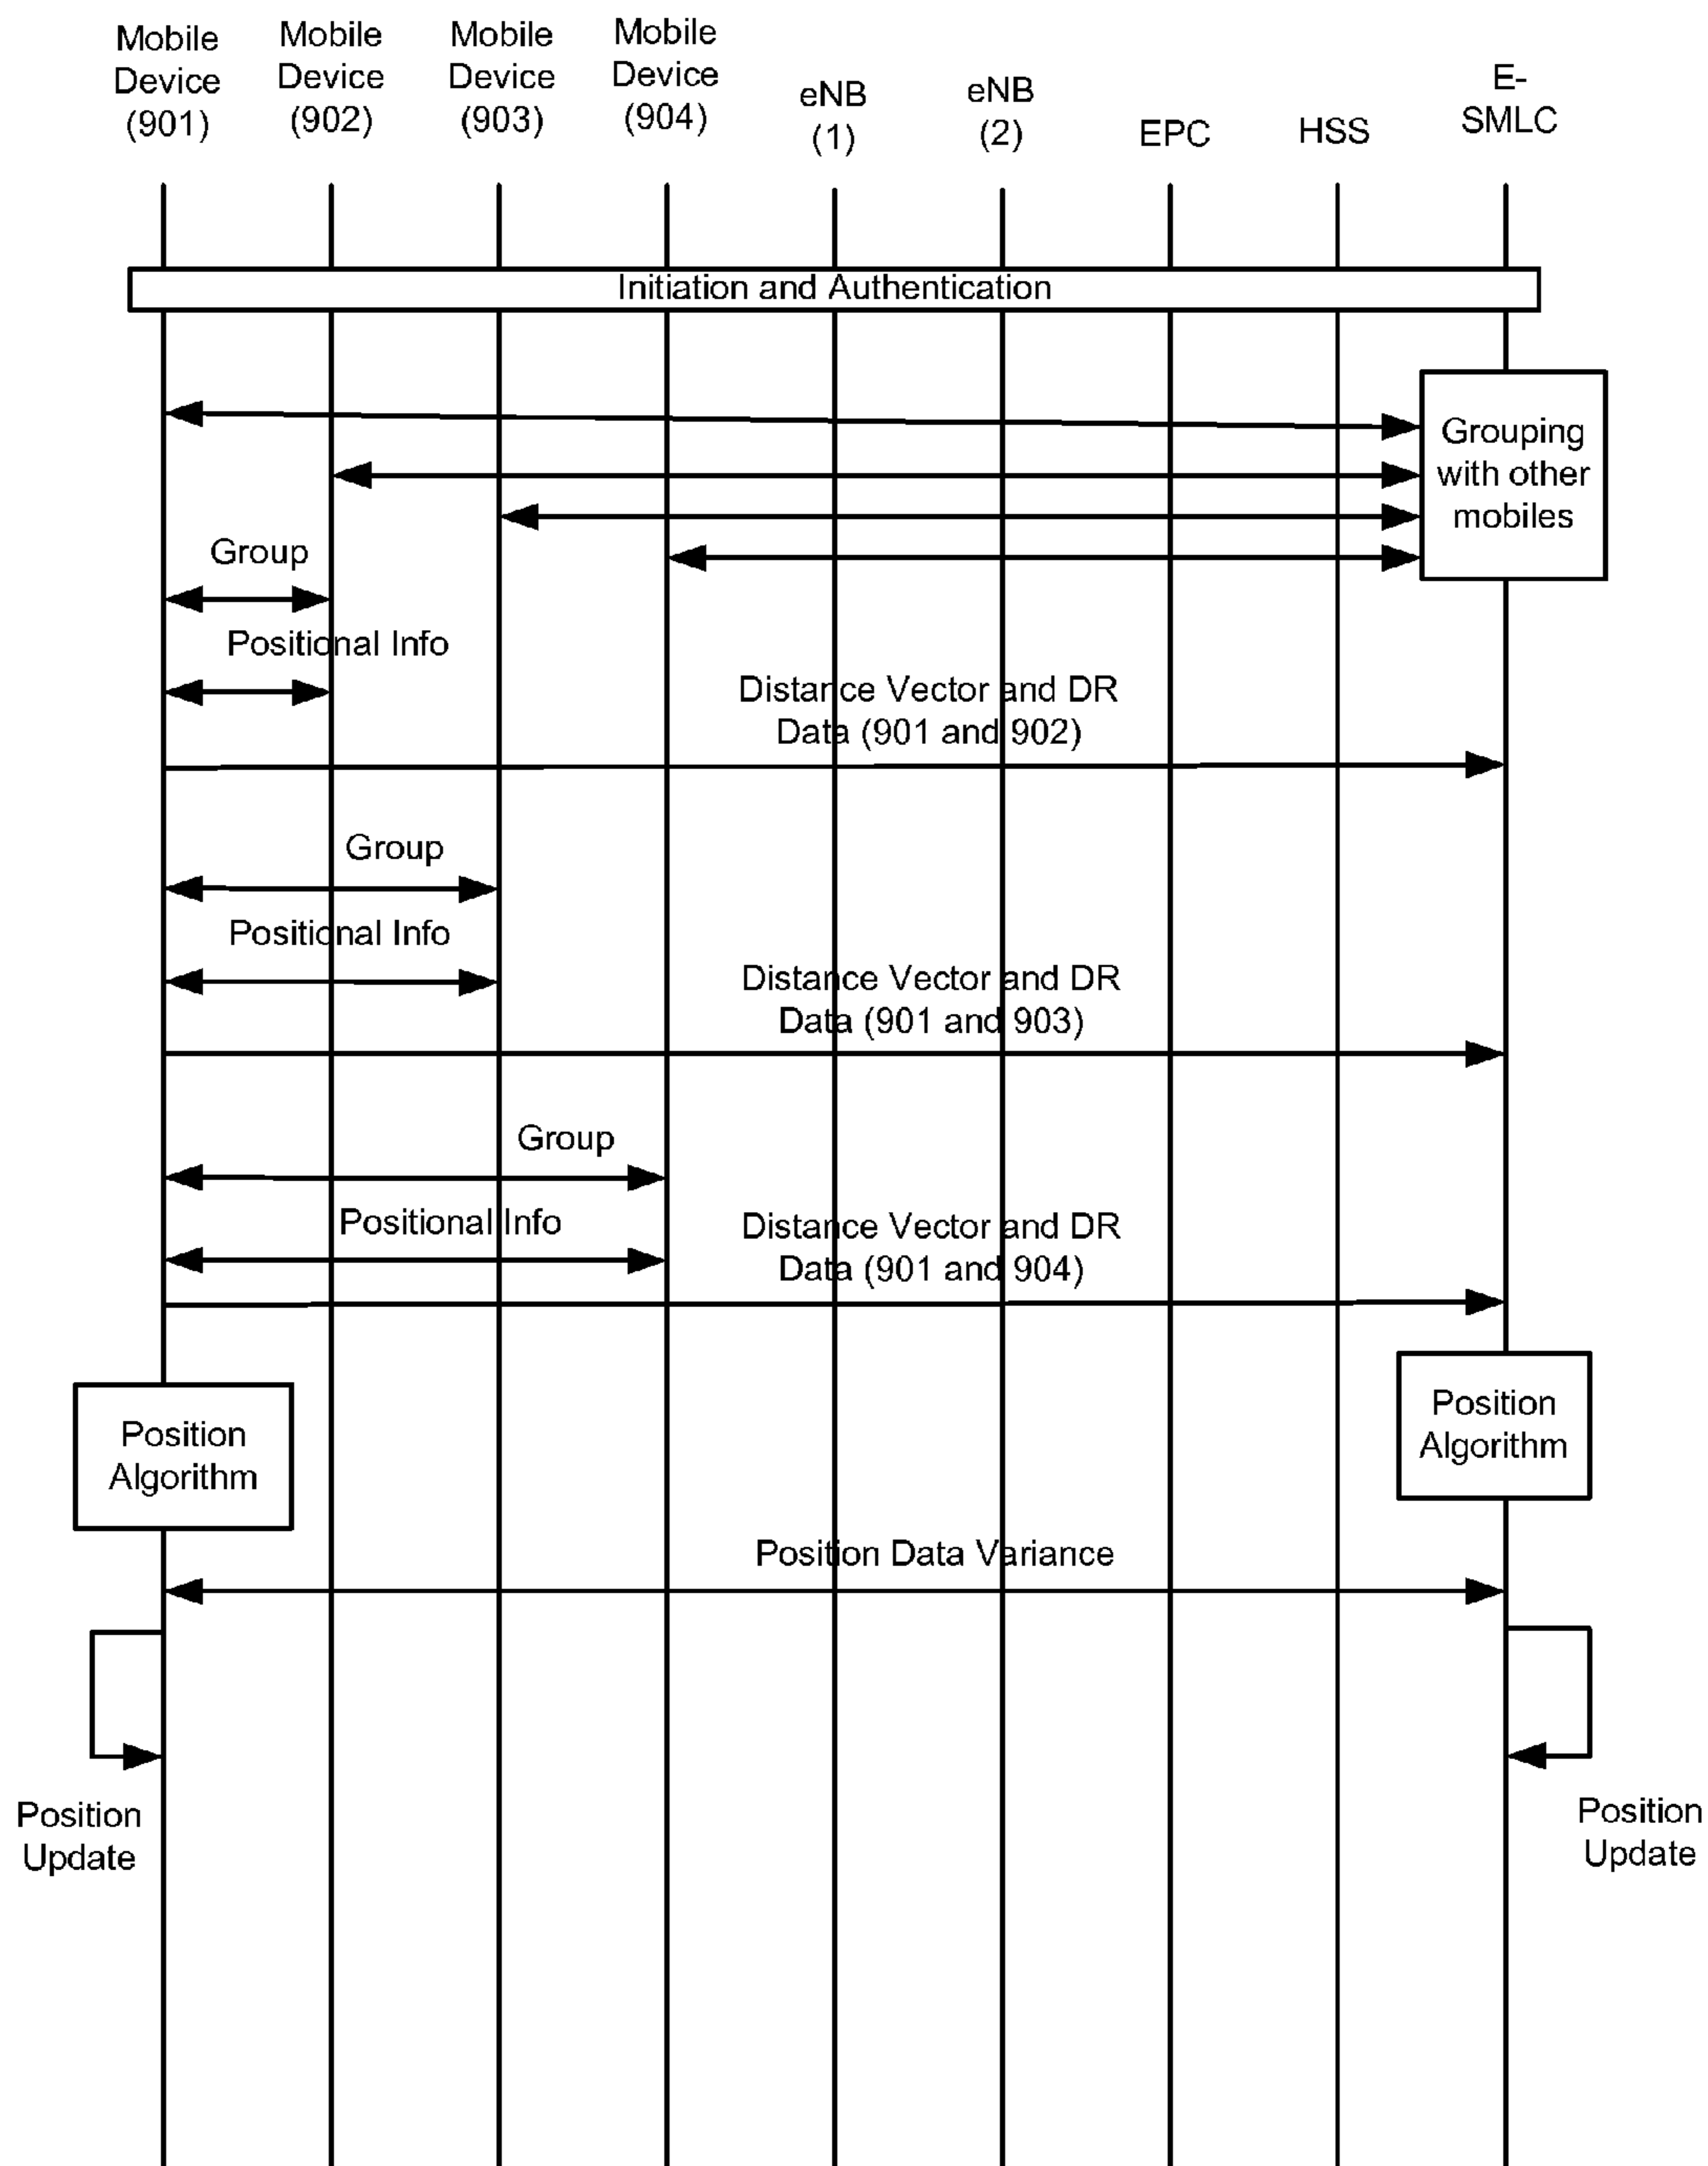 Mobile
Device
(901)
Mobile
Device
(902)
Mobile
Device
(903)
Mobile
Device
(904)
eNB
(1)
eNB
(2)
EPC
HSS
E-
SMLC
Initiation and Authentication
Grouping
with other
mobiles
Group
Positional Info
Distance Vector and DR
Data (901 and 902)
Group
Positional Info
Distance Vector and DR
Data (901 and 903)
Group
Positional Info
Distance Vector and DR
Data (901 and 904)
Position
Algorithm
Position
Algorithm
Position Data Variance
Position
Update
Position
Update